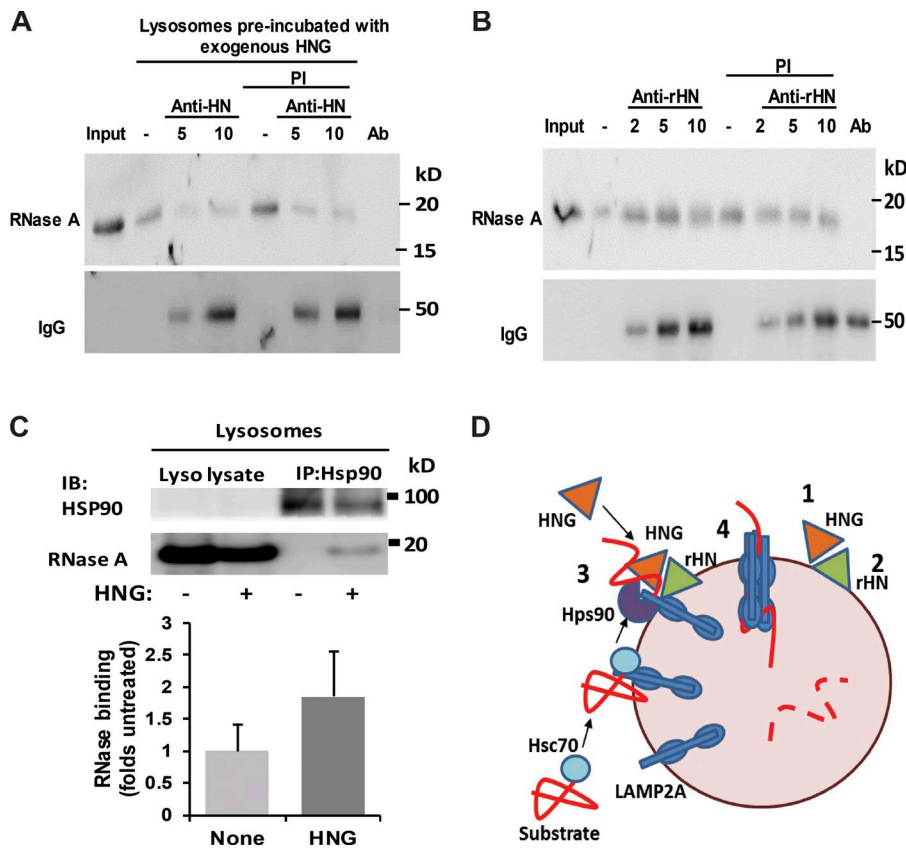 A
Lysosomes pre-incubated with
exogenous HNG
PI
Anti-HN Anti-HN
Input - 5 10 - 5 10 Ab
kD
RNase A
20
15
IgG
50
B
PI
Anti-rHN Anti-rHN
Input - 2 5 10 - 2 5 10 Ab
kD
RNase A
20
15
IgG
50
C
Lysosomes
IB: Lyso lysate IP:Hsp90 kD
HSP90
100
RNase A
20
HNG: - + - +
RNase binding
(folds untreated)
3
2.5
2
1.5
1
0.5
0
None HNG
D
HNG
HNG
rHN
3
Hps90
4
1
HNG
2
rHN
Hsc70
LAMP2A
Substrate